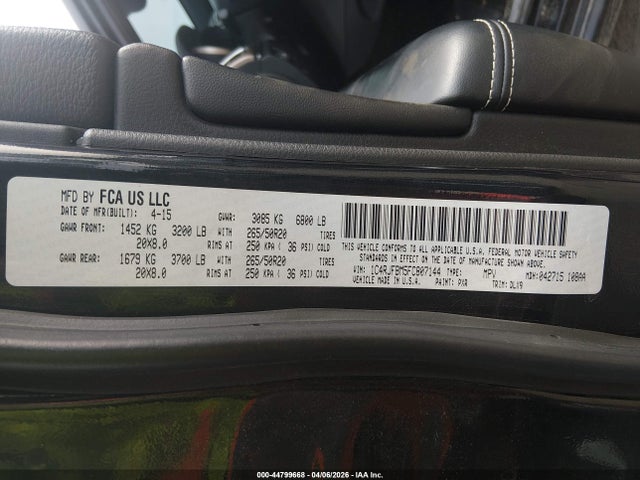 MFD BY FCA US LLC
DATE OF MFR(BUILT): 4-15 GVWR: 3085 KG 6800 LB
GAWR FRONT: 1452 KG 3200 LB WITH 265/50R20 TIRES
20X8.0 RIMS AT 250 KPA ( 36 PSI) COLD
GAWR REAR: 1679 KG 3700 LB WITH 265/50R20 TIRES
20X8.0 RIMS AT 250 KPA ( 36 PSI) COLD
THIS VEHICLE CONFORMS TO ALL APPLICABLE U.S.A. FEDERAL MOTOR VEHICLE SAFETY
STANDARDS IN EFFECT ON THE DATE OF MANUFACTURE SHOWN ABOVE.
VIN: 1C4RJFBM5FC807144 TYPE: MPV MDH: 042715 108AA
VEHICLE MADE IN U.S.A. PAINT: PXR TRIM: DLY9
000-44799668 - 04/06/2026 - IAA Inc.